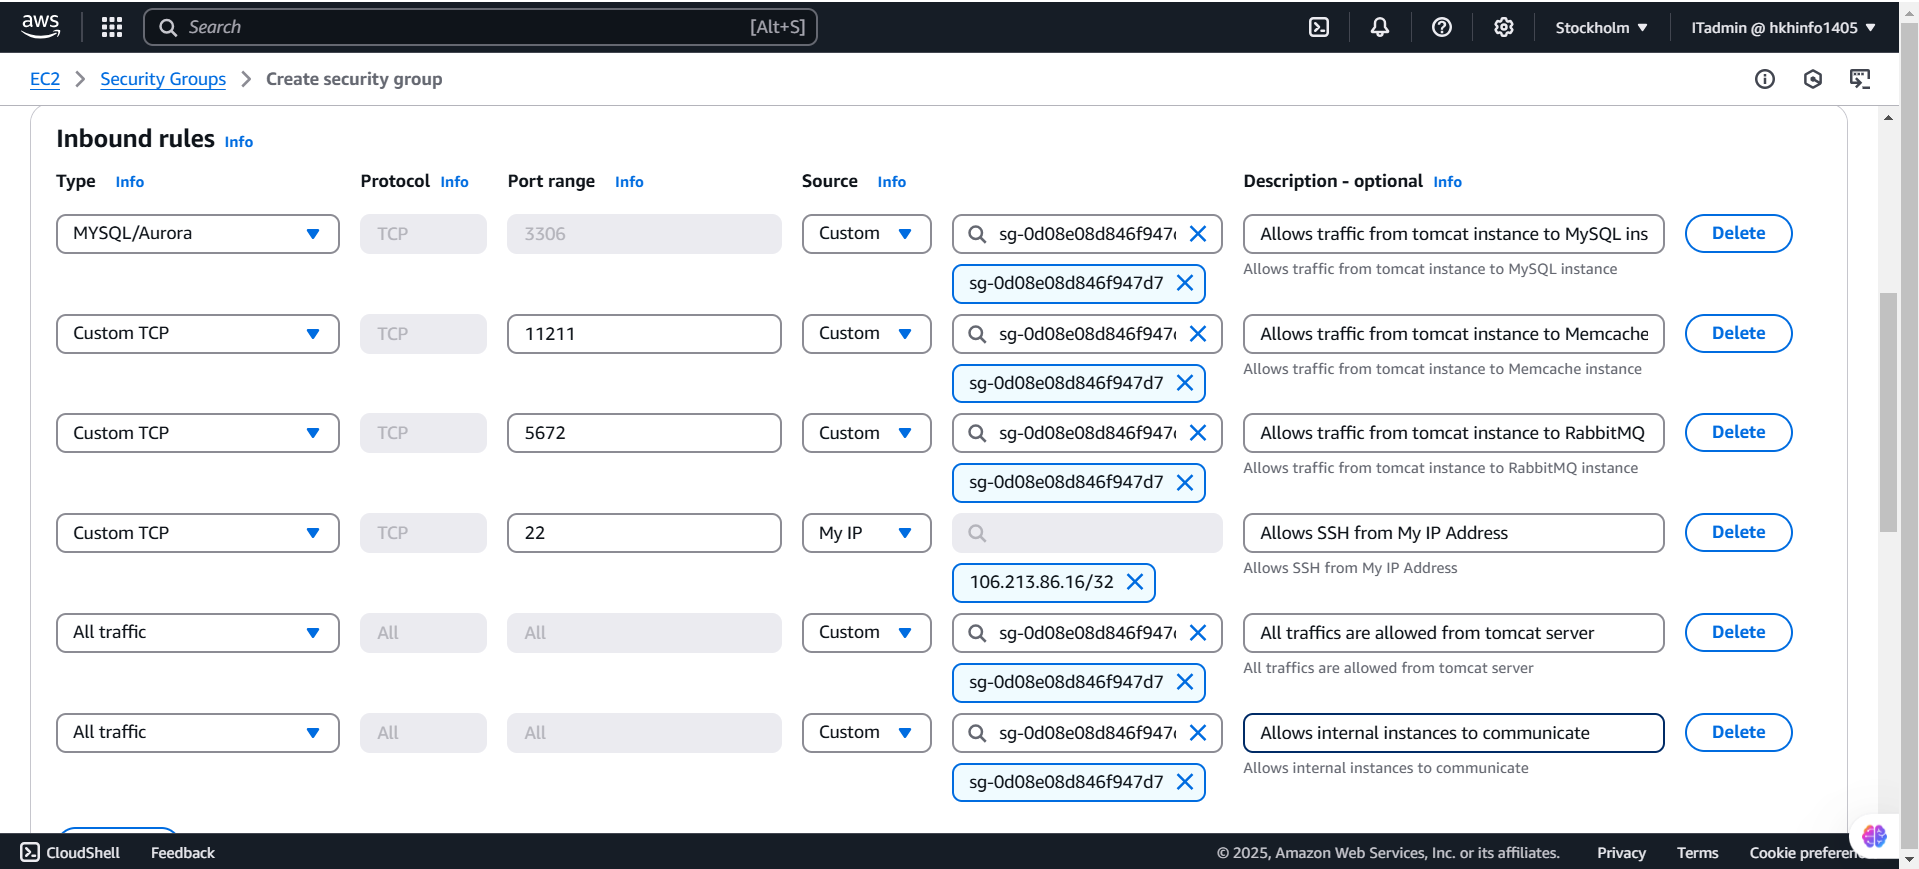 aws Search [Alt+S] Stockholm ITadmin @ hkhinfo1405
EC2 Security Groups Create security group
Inbound rules Info
Type Info Protocol Info Port range Info Source Info Description - optional Info
MYSQL/Aurora TCP 3306 Custom sg-0d08e08d846f947 Allows traffic from tomcat instance to MySQL ins Delete
Allows traffic from tomcat instance to MySQL instance
sg-0d08e08d846f947d7
Custom TCP TCP 11211 Custom sg-0d08e08d846f947 Allows traffic from tomcat instance to Memcache Delete
Allows traffic from tomcat instance to Memcache instance
sg-0d08e08d846f947d7
Custom TCP TCP 5672 Custom sg-0d08e08d846f947 Allows traffic from tomcat instance to RabbitMQ Delete
Allows traffic from tomcat instance to RabbitMQ instance
sg-0d08e08d846f947d7
Custom TCP TCP 22 My IP Allows SSH from My IP Address Delete
Allows SSH from My IP Address
106.213.86.16/32
All traffic All All Custom sg-0d08e08d846f947 All traffics are allowed from tomcat server Delete
All traffics are allowed from tomcat server
sg-0d08e08d846f947d7
All traffic All All Custom sg-0d08e08d846f947 Allows internal instances to communicate Delete
Allows internal instances to communicate
sg-0d08e08d846f947d7
CloudShell Feedback © 2025, Amazon Web Services, Inc. or its affiliates. Privacy Terms Cookie preferen